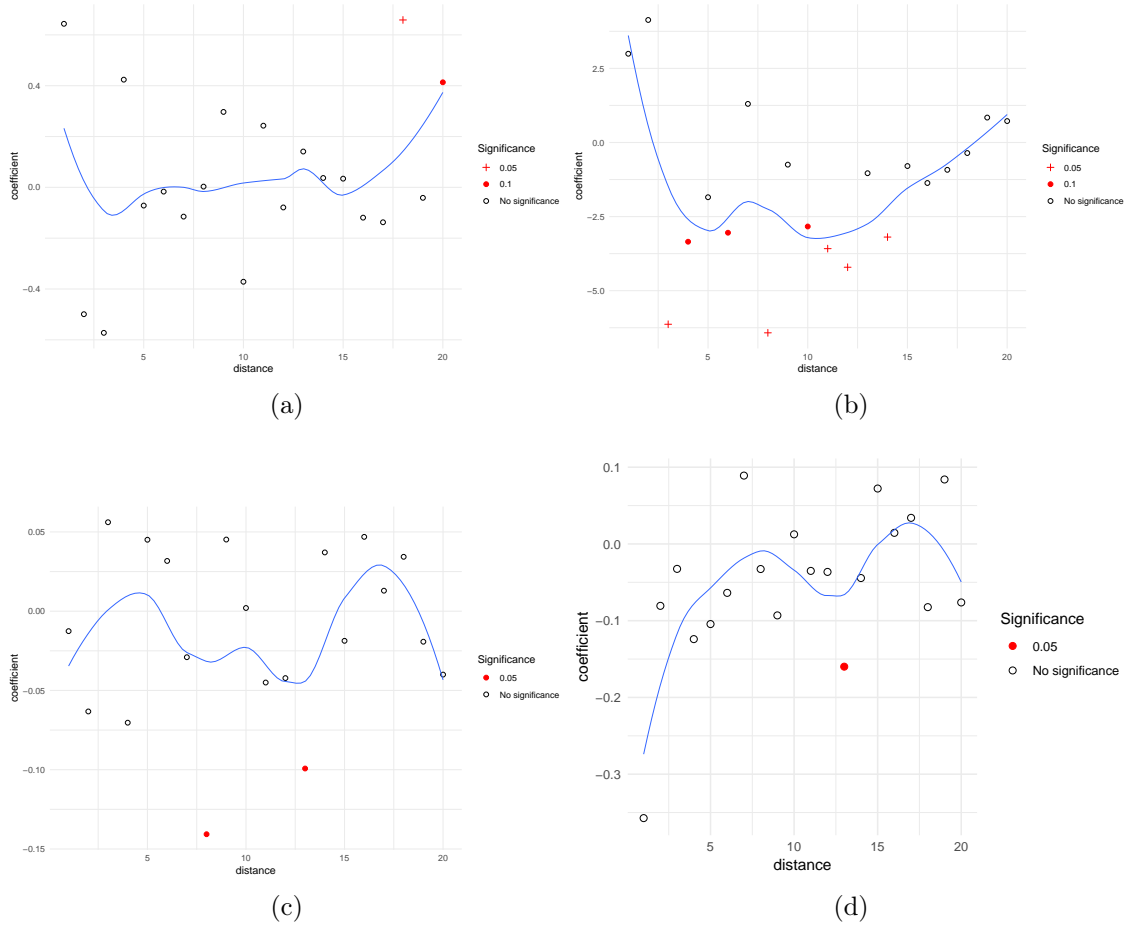 0.4
0.0
−0.4
coefficient
5
10
15
20
distance
Significance
0.05
0.1
No significance
(a)
2.5
0.0
−2.5
−5.0
coefficient
5
10
15
20
distance
Significance
0.05
0.1
No significance
(b)
0.05
0.00
−0.05
−0.10
−0.15
coefficient
5
10
15
20
distance
Significance
0.05
No significance
(c)
0.1
0.0
−0.1
−0.2
−0.3
coefficient
5
10
15
20
distance
Significance
0.05
No significance
(d)